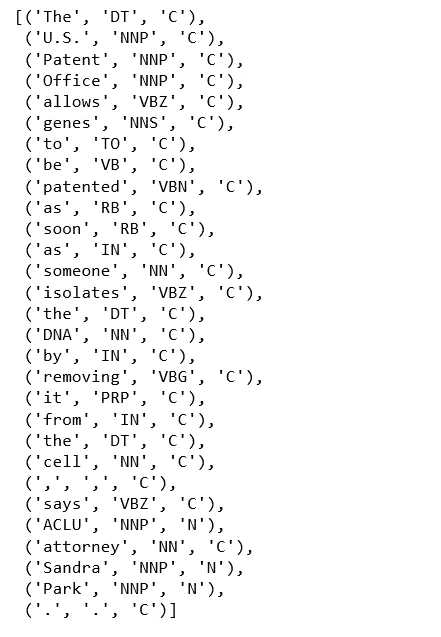 [('The', 'DT', 'C'),
('U.S.', 'NNP', 'C'),
('Patent', 'NNP', 'C'),
('Office', 'NNP', 'C'),
('allows', 'VBZ', 'C'),
('genes', 'NNS', 'C'),
('to', 'TO', 'C'),
('be', 'VB', 'C'),
('patented', 'VBN', 'C'),
('as', 'RB', 'C'),
('soon', 'RB', 'C'),
('as', 'IN', 'C'),
('someone', 'NN', 'C'),
('isolates', 'VBZ', 'C'),
('the', 'DT', 'C'),
('DNA', 'NN', 'C'),
('by', 'IN', 'C'),
('removing', 'VBG', 'C'),
('it', 'PRP', 'C'),
('from', 'IN', 'C'),
('the', 'DT', 'C'),
('cell', 'NN', 'C'),
(',', ',', 'C'),
('says', 'VBZ', 'C'),
('ACLU', 'NNP', 'N'),
('attorney', 'NN', 'C'),
('Sandra', 'NNP', 'N'),
('Park', 'NNP', 'N'),
('.', '.', 'C')]